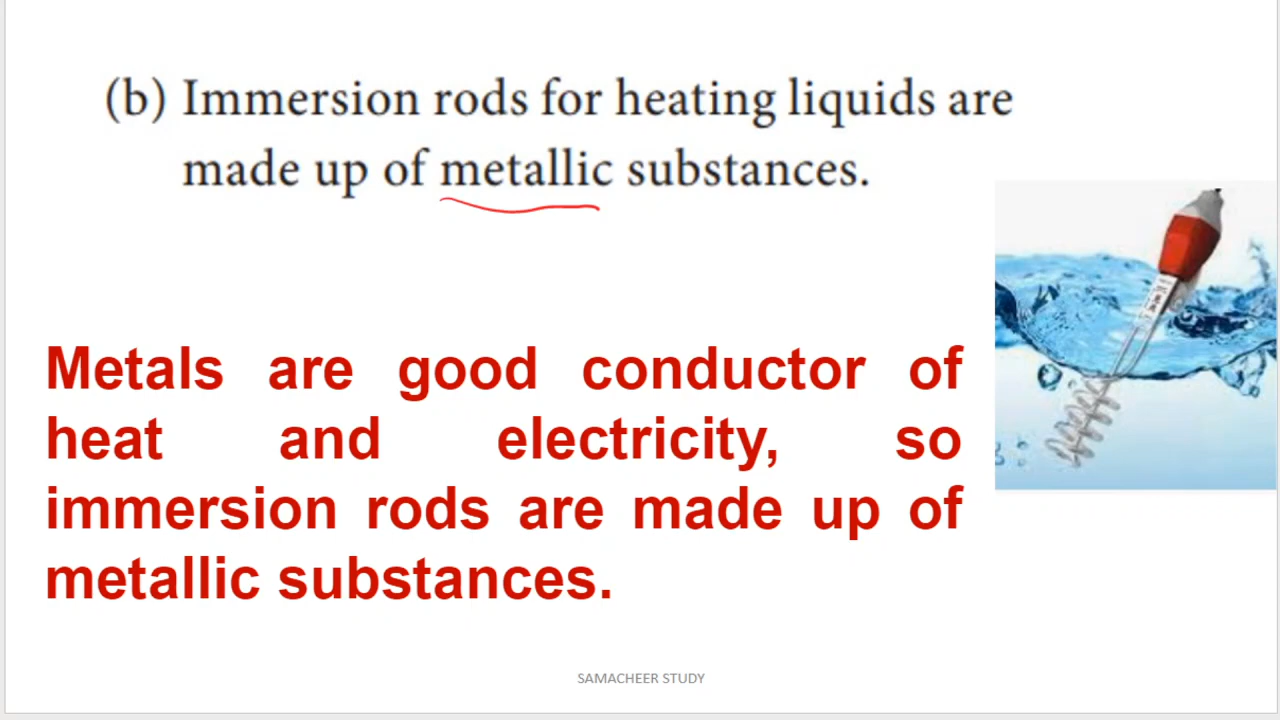 (b) Immersion rods for heating liquids are
made up of metallic substances.
Metals are good conductor of
heat and electricity, so
immersion rods are made up of
metallic substances.
SAMACHEER STUDY